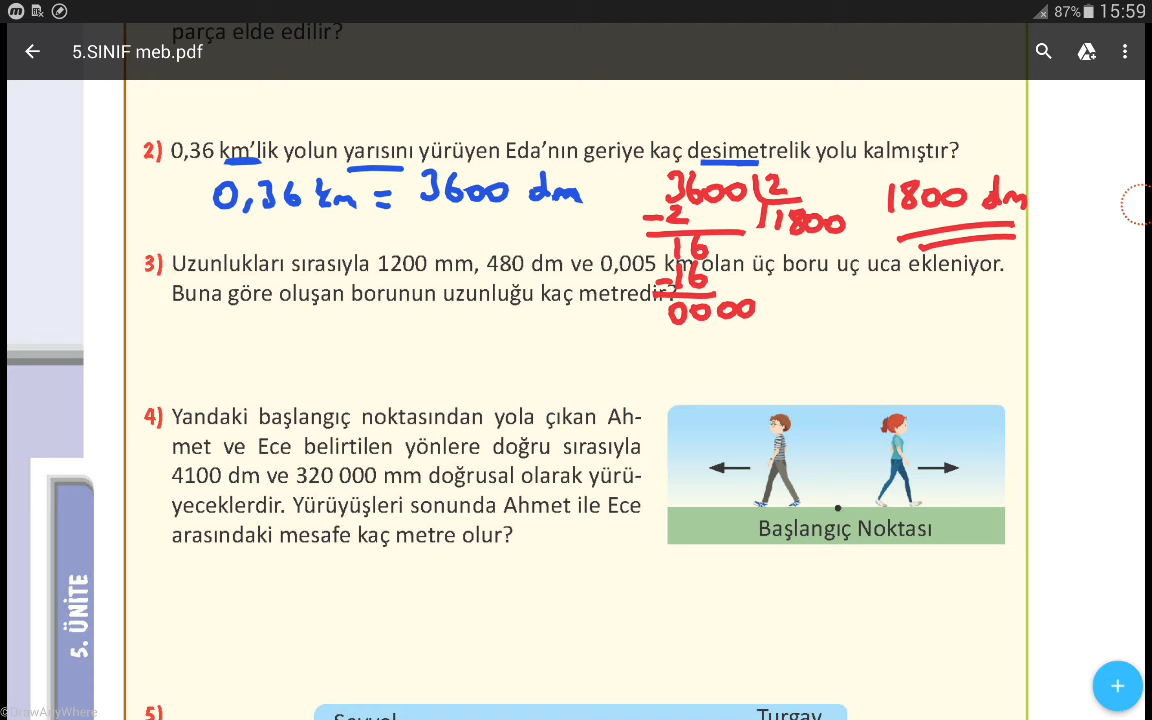 87% 15:59
parça elde edilir?
5.SINIF meb.pdf
2) 0,36 km'lik yolun yarısını yürüyen Eda'nın geriye kaç desimetrelik yolu kalmıştır?
0,36 km = 3600 dm
3600 2
1800
-2
16
-16
0000
1800 dm
3) Uzunlukları sırasıyla 1200 mm, 480 dm ve 0,005 km olan üç boru uç uca ekleniyor.
Buna göre oluşan borunun uzunluğu kaç metredir?
4) Yandaki başlangıç noktasından yola çıkan Ah-
met ve Ece belirtilen yönlere doğru sırasıyla
4100 dm ve 320 000 mm doğrusal olarak yürü-
yeceklerdir. Yürüyüşleri sonunda Ahmet ile Ece
arasındaki mesafe kaç metre olur?
Başlangıç Noktası
5. ÜNİTE
5)
Sevval
Turgay
©DrawAnyWhere